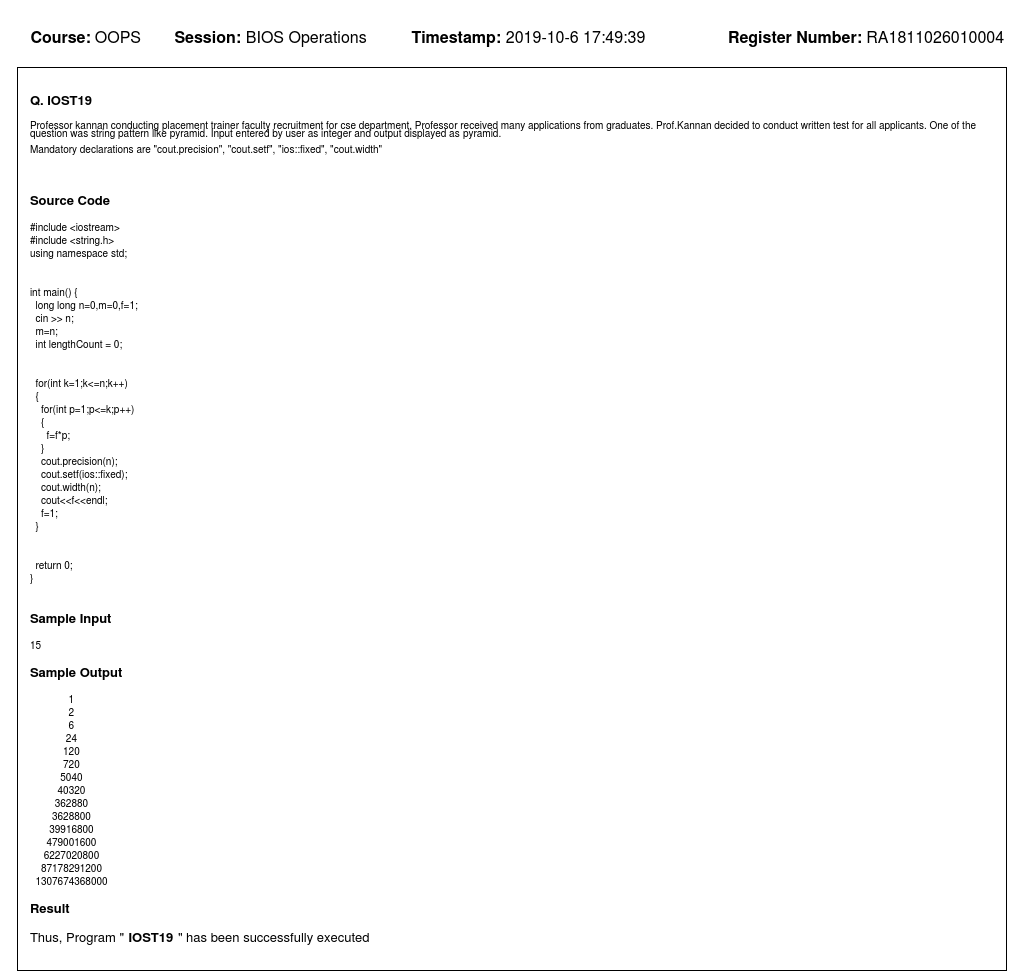 Course: OOPS Session: BIOS Operations Timestamp: 2019-10-6 17:49:39 Register Number: RA1811026010004
Q. IOST19
Professor kannan conducting placement trainer faculty recruitment for cse department, Professor received many applications from graduates. Prof.Kannan decided to conduct written test for all applicants. One of the
question was string pattern like pyramid. Input entered by user as integer and output displayed as pyramid.
Mandatory declarations are "cout.precision", "cout.setf", "ios::fixed", "cout.width"
Source Code
#include <iostream>
#include <string.h>
using namespace std;
int main() {
long long n=0,m=0,f=1;
cin >> n;
m=n;
int lengthCount = 0;
for(int k=1;k<=n;k++)
{
for(int p=1;p<=k;p++)
{
f=f*p;
}
cout.precision(n);
cout.setf(ios::fixed);
cout.width(n);
cout<<f<<endl;
f=1;
}
return 0;
}
Sample Input
15
Sample Output
1
2
6
24
120
720
5040
40320
362880
3628800
39916800
479001600
6227020800
87178291200
1307674368000
Result
Thus, Program " IOST19 " has been successfully executed